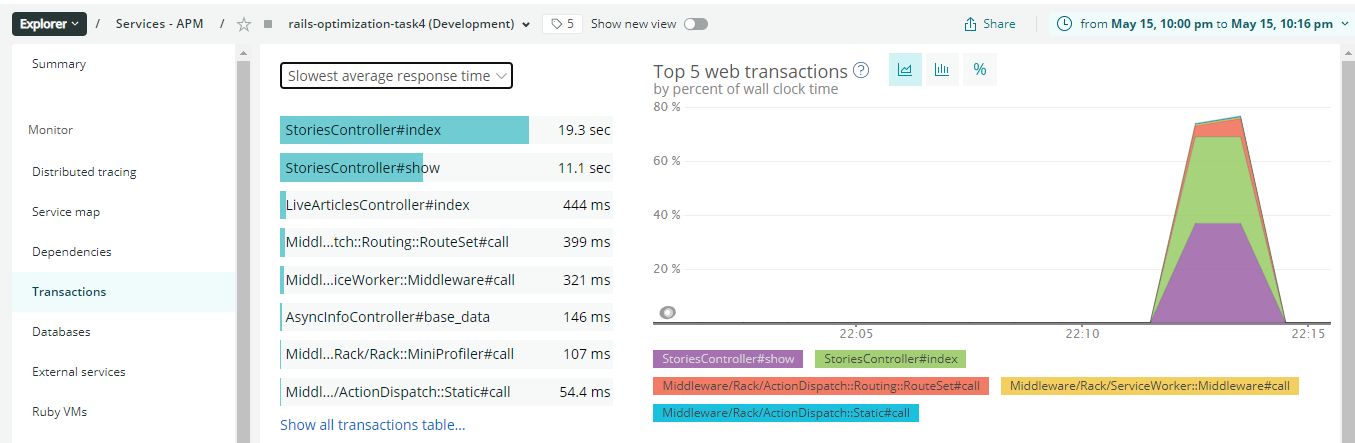 Explorer / Services - APM / rails-optimization-task4 (Development) 5 Show new view Share from May 15, 10:00 pm to May 15, 10:16 pm
Summary
Monitor
Distributed tracing
Service map
Dependencies
Transactions
Databases
External services
Ruby VMs
Slowest average response time
StoriesController#index 19.3 sec
StoriesController#show 11.1 sec
LiveArticlesController#index 444 ms
Middl...tch::Routing::RouteSet#call 399 ms
Middl...iceWorker::Middleware#call 321 ms
AsyncInfoController#base_data 146 ms
Middl...Rack/Rack::MiniProfiler#call 107 ms
Middl.../ActionDispatch::Static#call 54.4 ms
Show all transactions table...
Top 5 web transactions ? %
by percent of wall clock time
80 %
60 %
40 %
20 %
22:05 22:10 22:15
StoriesController#show StoriesController#index
Middleware/Rack/ActionDispatch::Routing::RouteSet#call Middleware/Rack/ServiceWorker::Middleware#call
Middleware/Rack/ActionDispatch::Static#call